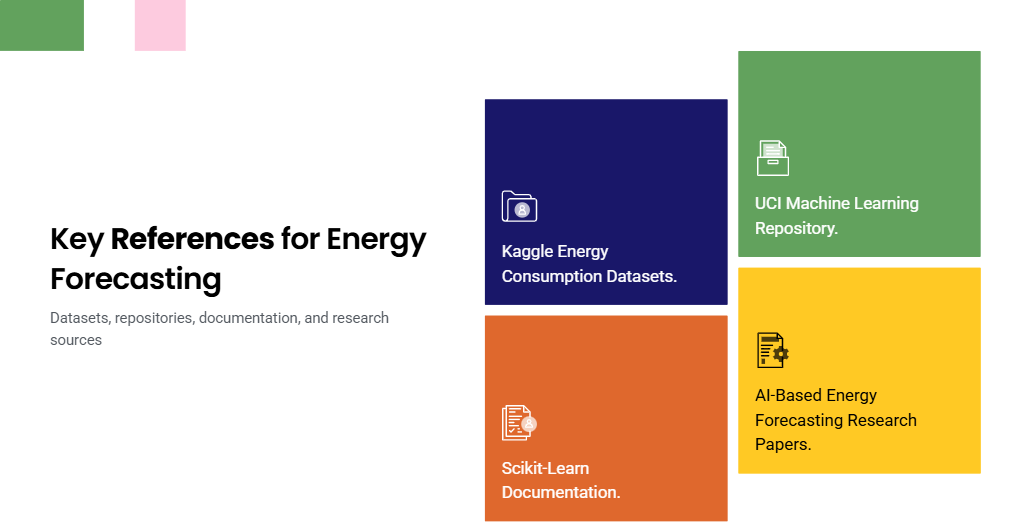 Key References for Energy
Forecasting
Datasets, repositories, documentation, and research
sources
Kaggle Energy
Consumption Datasets.
UCI Machine Learning
Repository.
Scikit-Learn
Documentation.
AI-Based Energy
Forecasting Research
Papers.